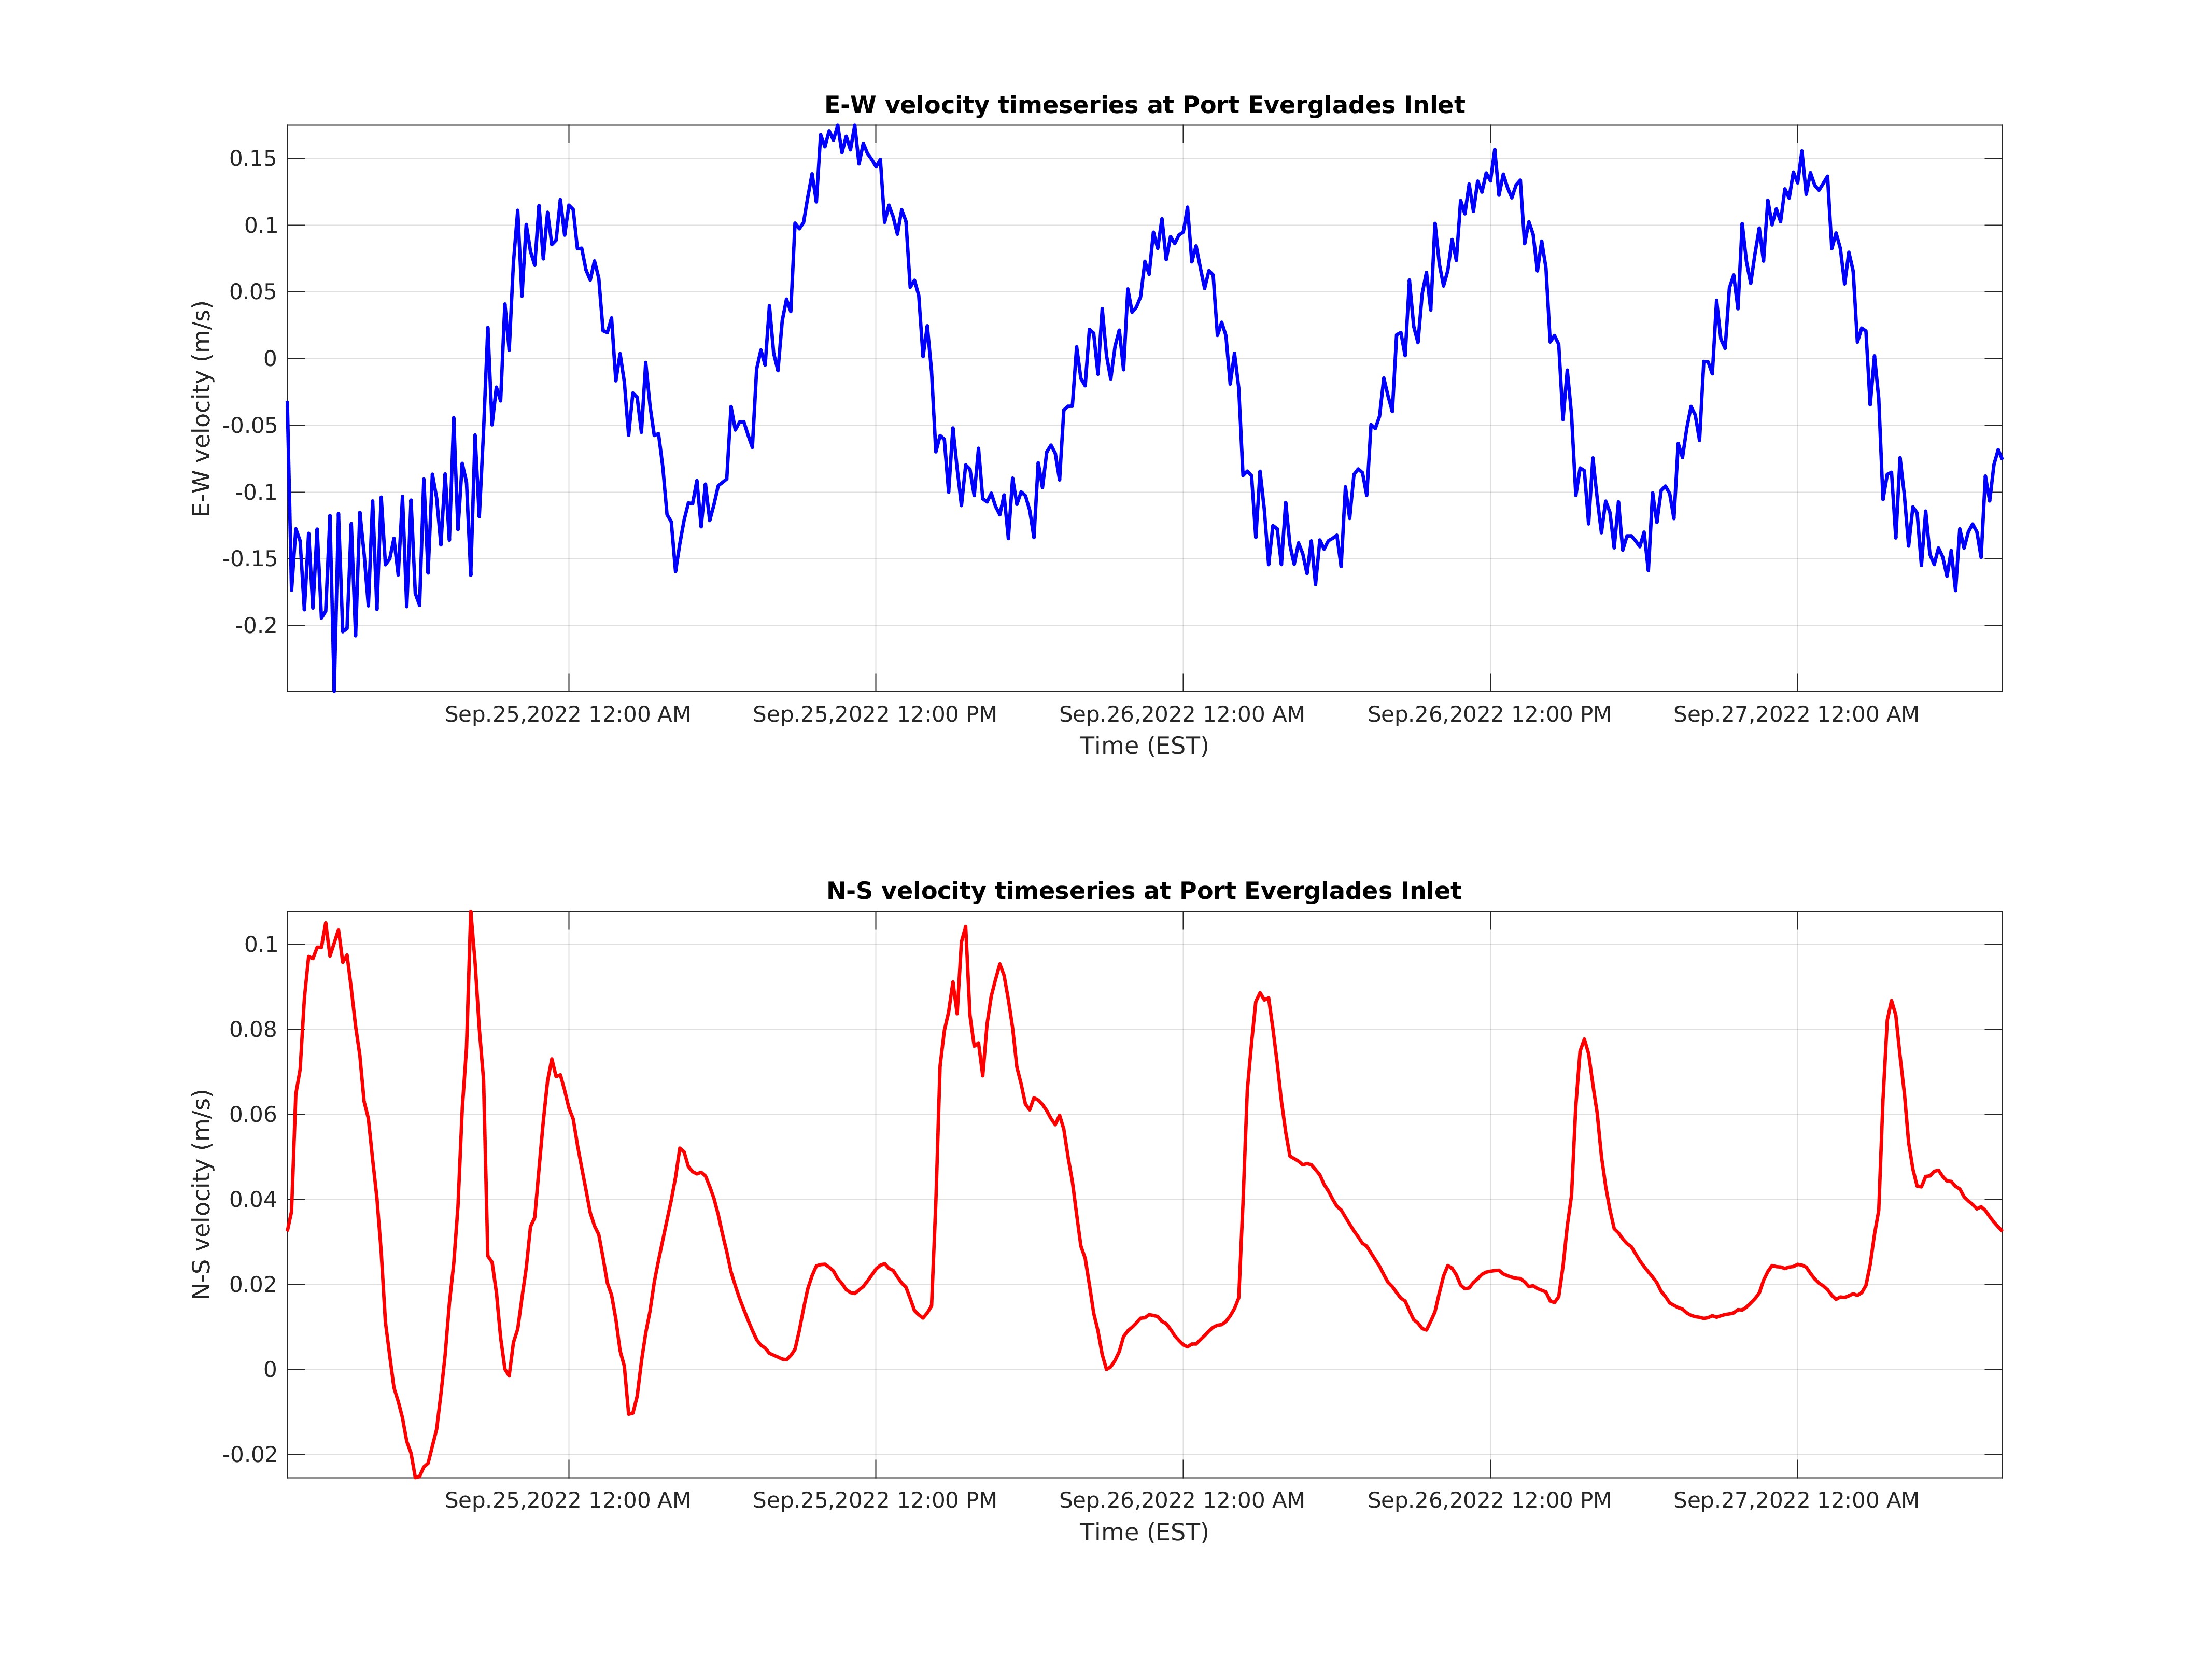 E-W velocity timeseries at Port Everglades Inlet
E-W velocity (m/s)
0.15
0.1
0.05
0
-0.05
-0.1
-0.15
-0.2
Sep.25,2022 12:00 AM Sep.25,2022 12:00 PM Sep.26,2022 12:00 AM Sep.26,2022 12:00 PM Sep.27,2022 12:00 AM
Time (EST)
N-S velocity timeseries at Port Everglades Inlet
N-S velocity (m/s)
0.1
0.08
0.06
0.04
0.02
0
-0.02
Sep.25,2022 12:00 AM Sep.25,2022 12:00 PM Sep.26,2022 12:00 AM Sep.26,2022 12:00 PM Sep.27,2022 12:00 AM
Time (EST)